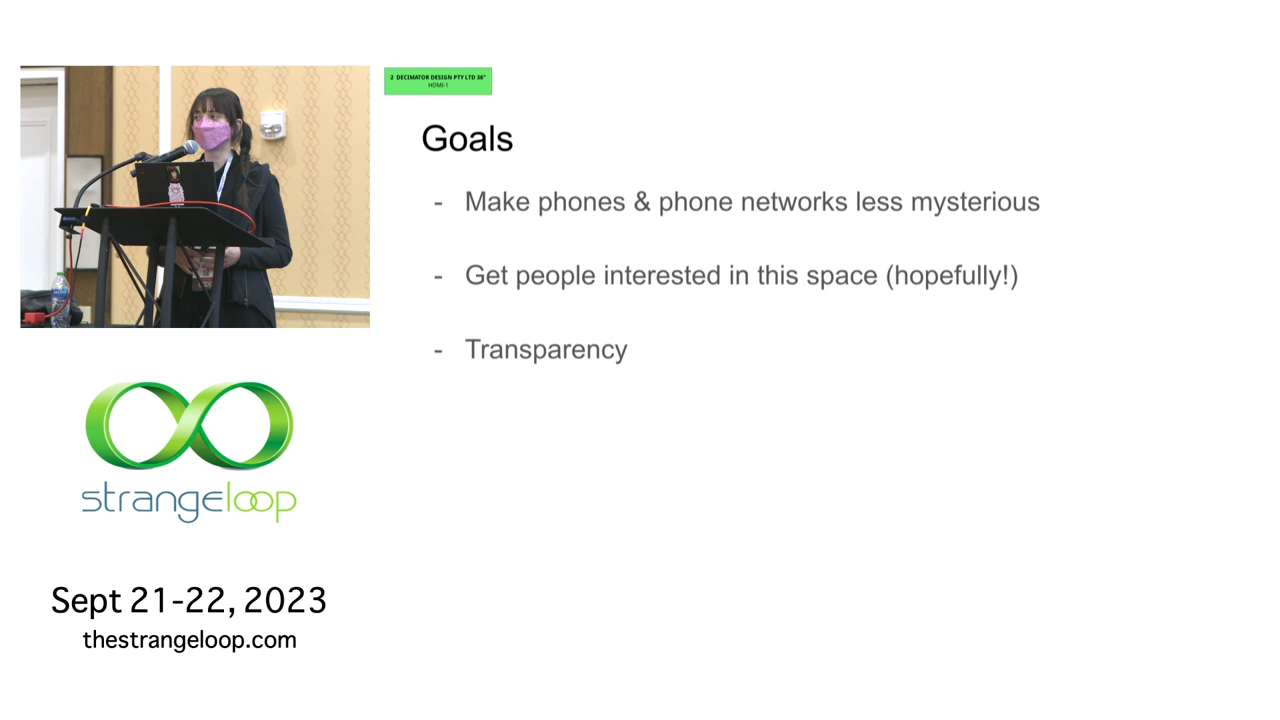 2 DECIMATOR DESIGN PTY LTD 36"
HDMI-1
Goals
- Make phones & phone networks less mysterious
- Get people interested in this space (hopefully!)
- Transparency
strangeloop
Sept 21-22, 2023
thestrangeloop.com